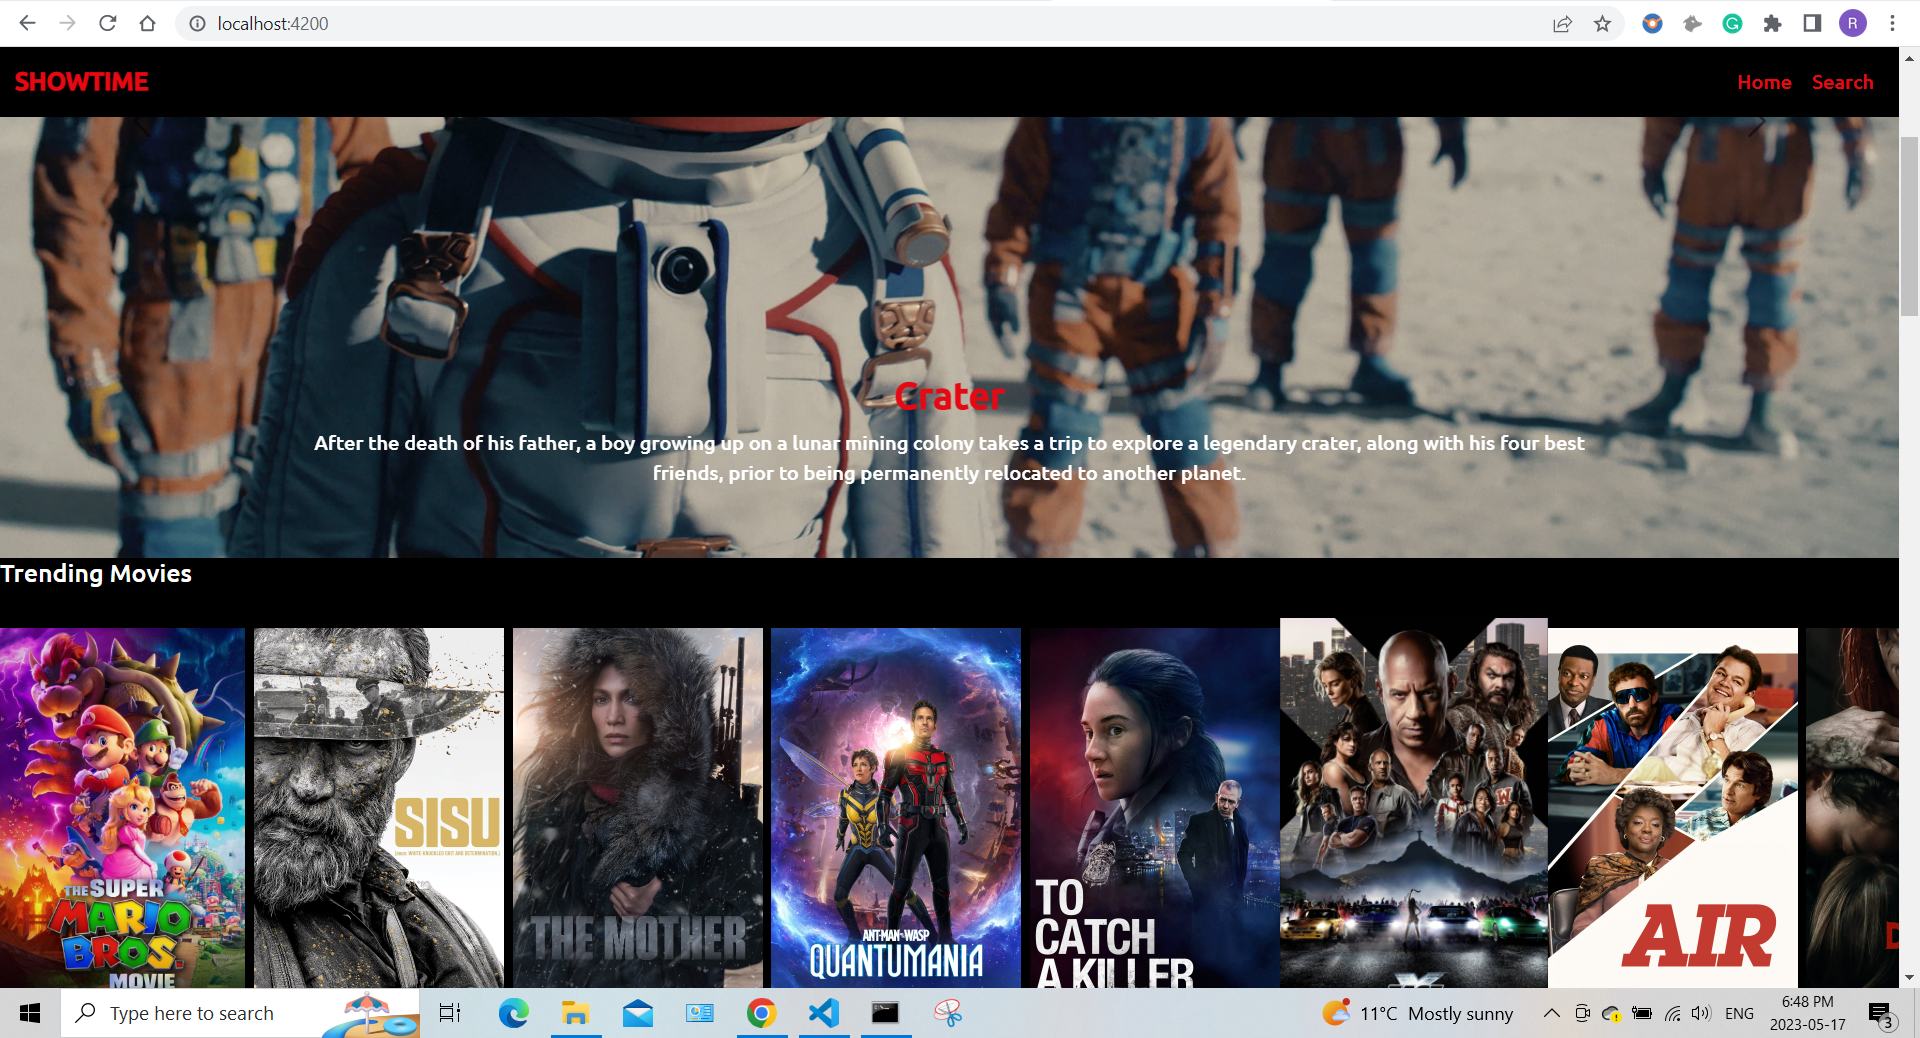 localhost:4200
R
SHOWTIME
Home
Search
Crater
After the death of his father, a boy growing up on a lunar mining colony takes a trip to explore a legendary crater, along with his four best
friends, prior to being permanently relocated to another planet.
Trending Movies
THE SUPER
MARIO
BROS.
MOVIE
SISU
THE MOTHER
ANT-MAN AND THE WASP
QUANTUMANIA
TO
CATCH
A KILLER
W
X
AIR
D
Type here to search
11°C Mostly sunny
ENG
6:48 PM
2023-05-17
3